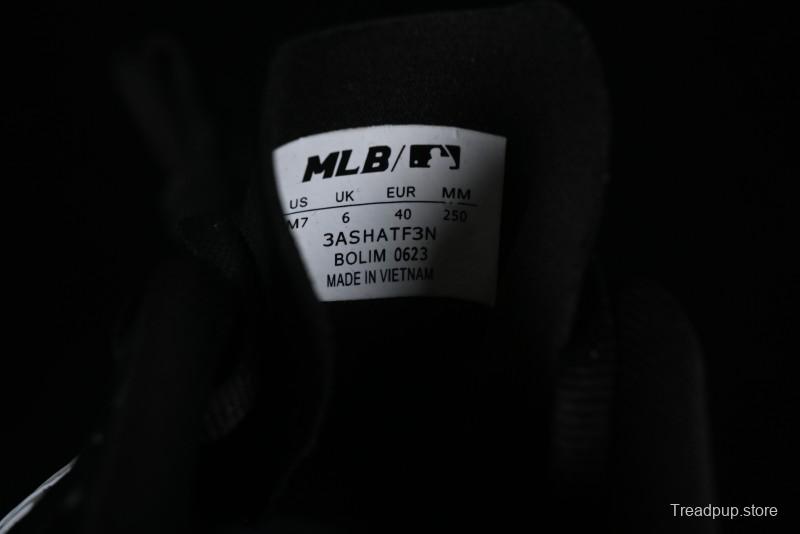 MLB/
US UK EUR MM
M7 6 40 250
3ASHATF3N
BOLIM 0623
MADE IN VIETNAM
Treadpup.store